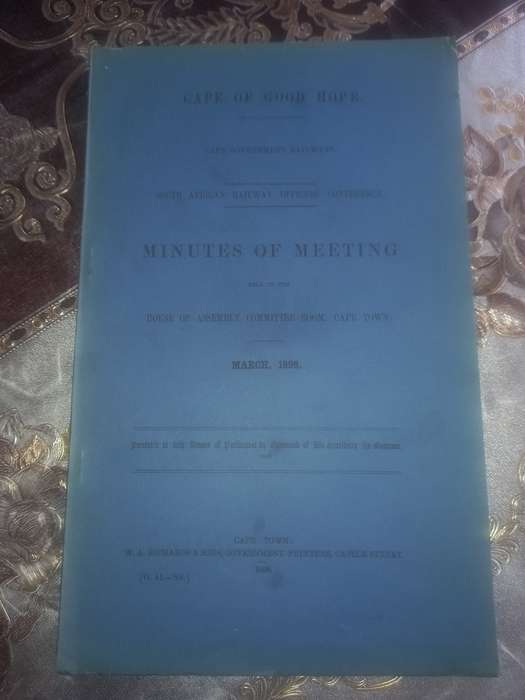 CAPE OF GOOD HOPE.
CAPE GOVERNMENT RAILWAYS.
SOUTH AFRICAN RAILWAY OFFICERS' CONFERENCE.
MINUTES OF MEETING
HELD IN THE
HOUSE OF ASSEMBLY COMMITTEE-ROOM, CAPE TOWN.
MARCH, 1898.
Presented to both Houses of Parliament by Command of His Excellency the Governor.
CAPE TOWN:
W. A. RICHARDS & SONS, GOVERNMENT PRINTERS, CASTLE STREET.
1898.